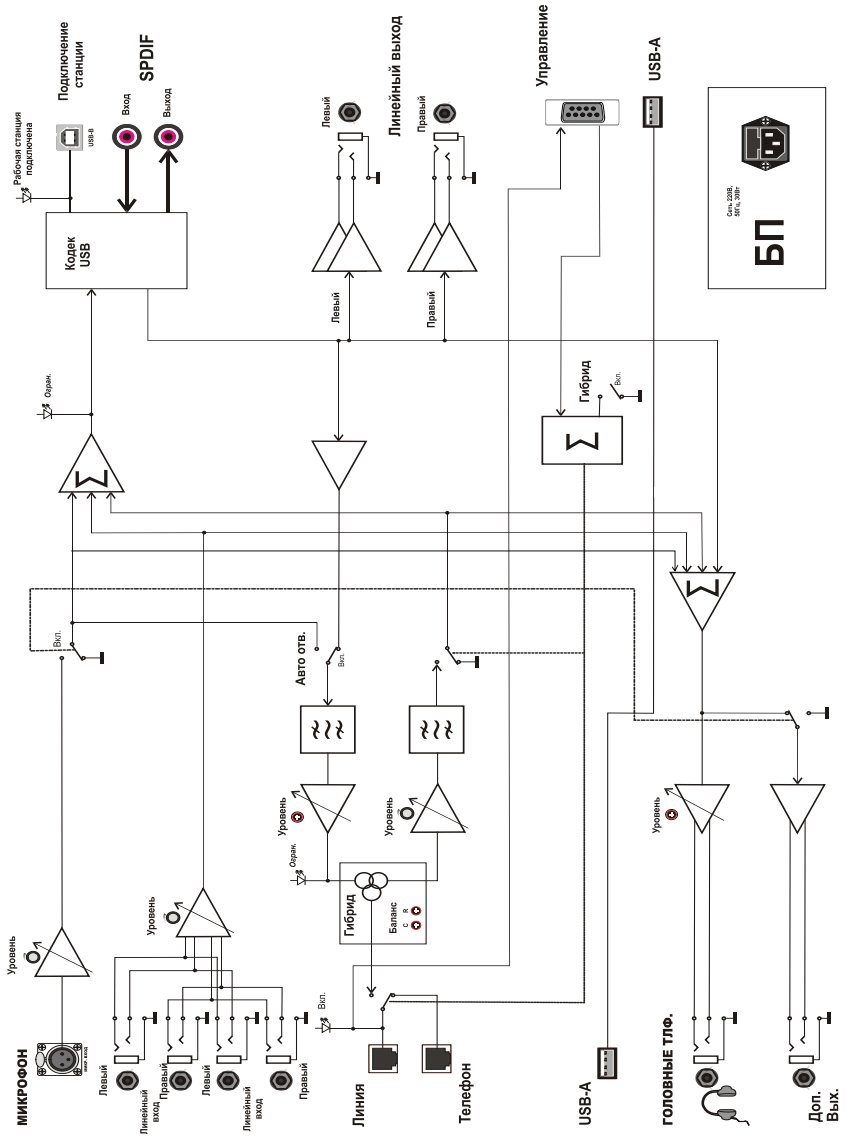 МИКРОФОН
микр. вход
Уровень
Левый
Линейный
вход
Правый
Левый
Линейный
вход
Правый
Уровень
Вкл.
Огран.
Кодек
USB
Рабочая станция
подключена
Подключение
станции
USB-B
SPDIF
Вход
Выход
Линия
Телефон
Вкл.
Гибрид
Баланс
C
R
Огран.
Уровень
Уровень
Авто отв.
Вкл.
Левый
Правый
Левый
Линейный выход
Правый
Управление
Гибрид
Вкл.
USB-A
USB-A
ГОЛОВНЫЕ ТЛФ.
Доп.
Вых.
Уровень
БП
Сеть 220В,
50Гц, 30Вт
Σ
Σ
Σ